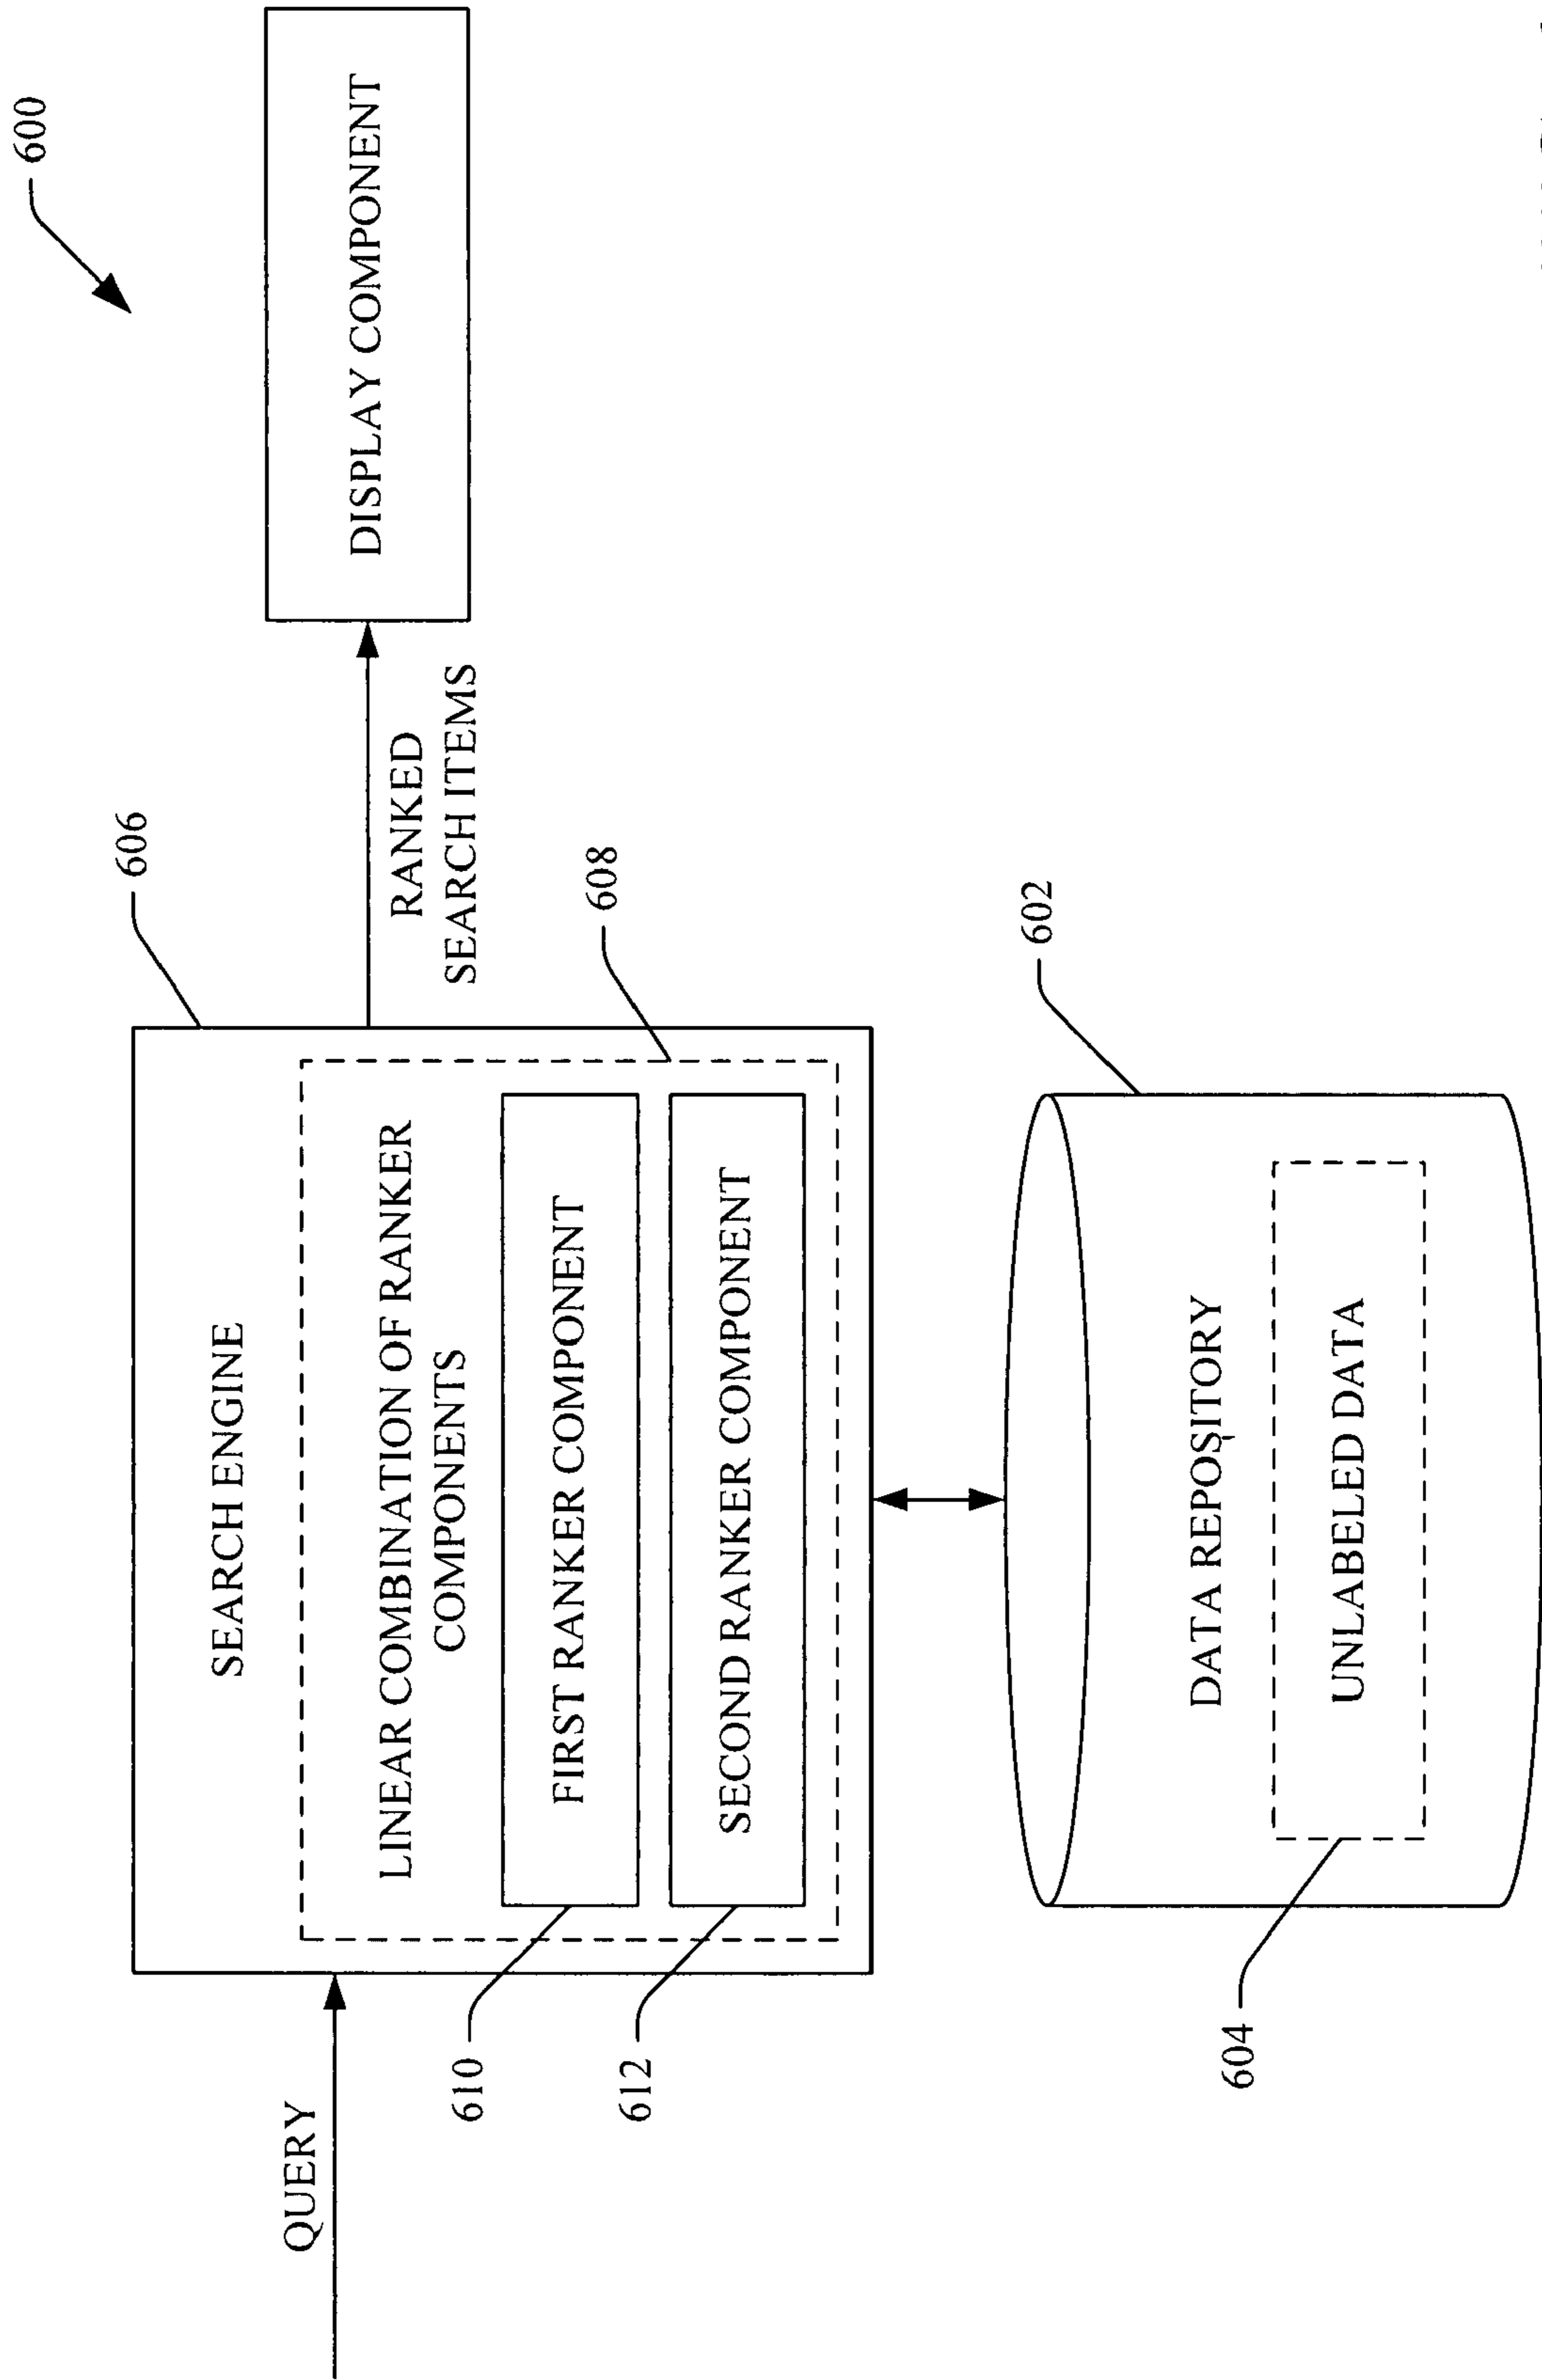 600
606
SEARCH ENGINE
QUERY
LINEAR COMBINATION OF RANKER
COMPONENTS
RANKED
SEARCH ITEMS
DISPLAY COMPONENT
610
FIRST RANKER COMPONENT
608
612
SECOND RANKER COMPONENT
602
DATA REPOSITORY
604
UNLABELED DATA